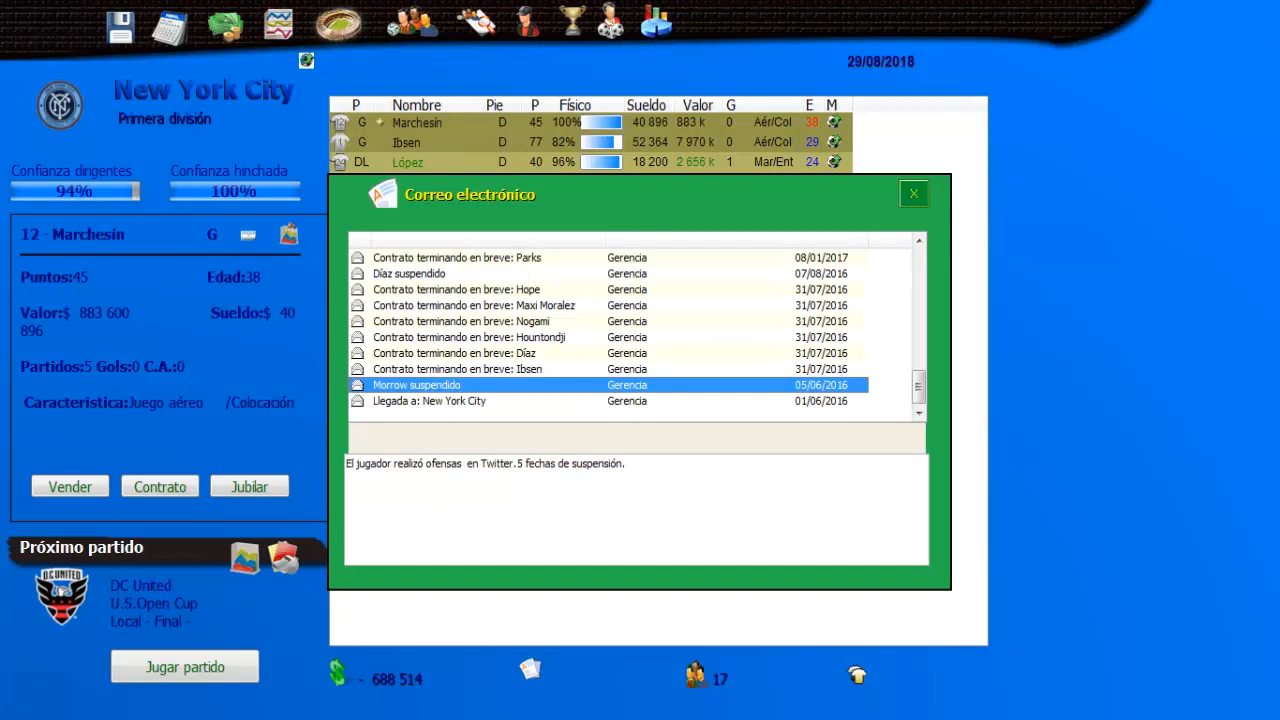 29/08/2018
New York City
Primera división
Confianza dirigentes Confianza hinchada
94% 100%
12 - Marchesín G
Puntos:45 Edad:38
Valor:$ 883 600 Sueldo:$ 40
896
Partidos:5 Gols:0 C.A.:0
Característica:Juego aéreo /Colocación
Vender Contrato Jubilar
Próximo partido
DC United
U.S.Open Cup
Local - Final -
Jugar partido
P Nombre Pie P Físico Sueldo Valor G E M
12 G Marchesín D 45 100% 40 896 883 k 0 Aér/Col 38
1 G Ibsen D 77 82% 52 364 7 970 k 0 Aér/Col 29
24 DL López D 40 96% 18 200 2 656 k 1 Mar/Ent 24
Correo electrónico X
Contrato terminando en breve: Parks Gerencia 08/01/2017
Díaz suspendido Gerencia 07/08/2016
Contrato terminando en breve: Hope Gerencia 31/07/2016
Contrato terminando en breve: Maxi Moralez Gerencia 31/07/2016
Contrato terminando en breve: Nogami Gerencia 31/07/2016
Contrato terminando en breve: Hountondji Gerencia 31/07/2016
Contrato terminando en breve: Díaz Gerencia 31/07/2016
Contrato terminando en breve: Ibsen Gerencia 31/07/2016
Morrow suspendido Gerencia 05/06/2016
Llegada a: New York City Gerencia 01/06/2016
El jugador realizó ofensas en Twitter.5 fechas de suspensión.
- 688 514 17